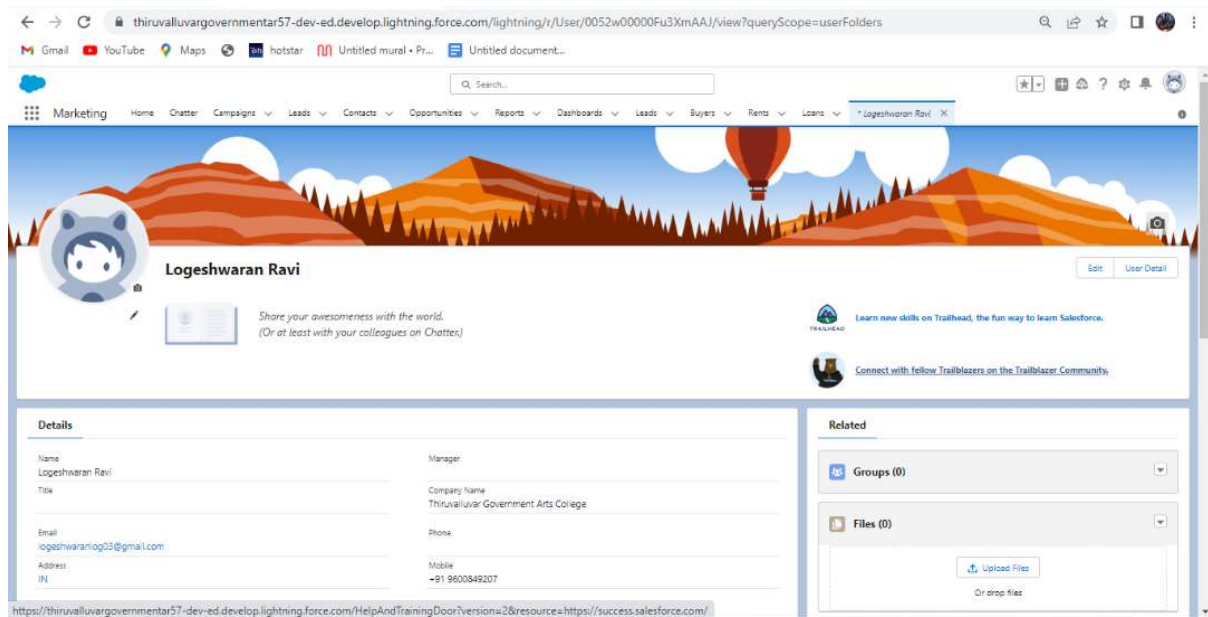 thiruvalluvargovernmentar57-dev-ed.develop.lightning.force.com/lightning/r/User/0052w00000Fu3XmAAJ/view?queryScope=userFolders
Gmail YouTube Maps hotstar Untitled mural • Pr... Untitled document...
Search...
Marketing Home Chatter Campaigns Leads Contacts Opportunities Reports Dashboards Leads Buyers Rents Loans * Logeshwaran Ravi
Logeshwaran Ravi
Edit User Detail
Share your awesomeness with the world.
(Or at least with your colleagues on Chatter.)
TRAILHEAD
Learn new skills on Trailhead, the fun way to learn Salesforce.
Connect with fellow Trailblazers on the Trailblazer Community.
Details
Related
Name
Logeshwaran Ravi
Manager
Title
Company Name
Thiruvalluvar Government Arts College
Groups (0)
Files (0)
Email
logeshwaranlog03@gmail.com
Phone
Address
IN
Mobile
+91 9600849207
Upload Files
Or drop files
https://thiruvalluvargovernmentar57-dev-ed.develop.lightning.force.com/HelpAndTrainingDoor?version=2&resource=https://success.salesforce.com/